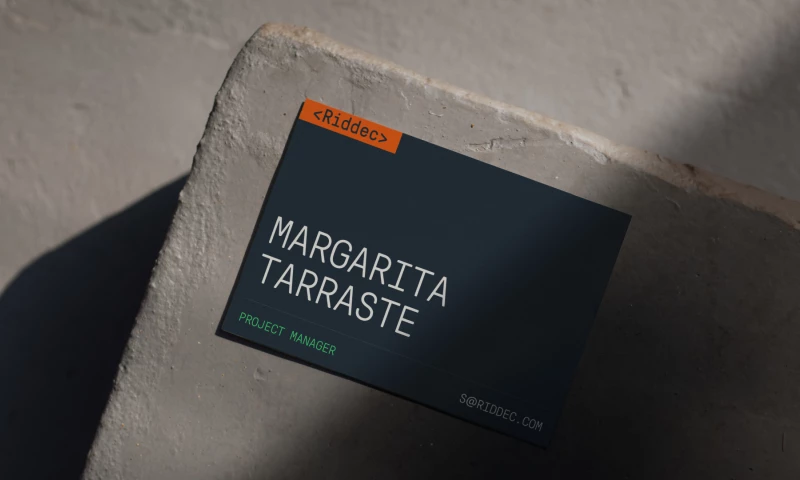 <Riddec>
MARGARITA
TARRASTE
PROJECT MANAGER
S@RIDDEC.COM